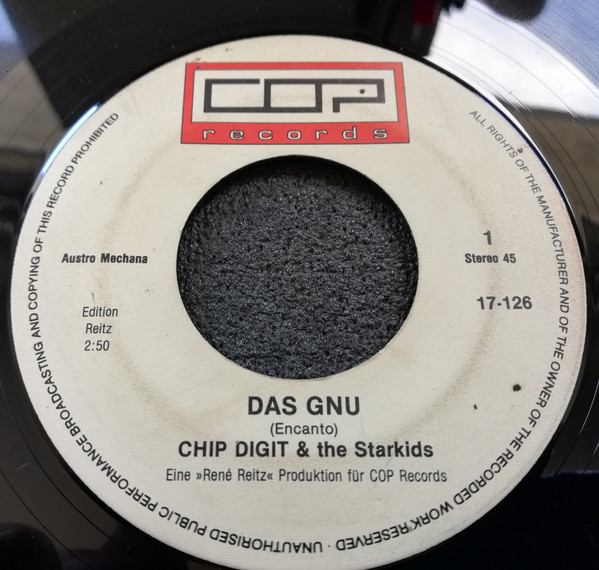 COP
records
ALL RIGHTS OF THE MANUFACTURER AND OF THE OWNER OF THE RECORDED WORK RESERVED · UNAUTHORISED PUBLIC PERFORMANCE BROADCASTING AND COPYING OF THIS RECORD PROHIBITED
Austro Mechana
1
Stereo 45
17-126
Edition
Reitz
2:50
DAS GNU
(Encanto)
CHIP DIGIT & the Starkids
Eine »René Reitz« Produktion für COP Records